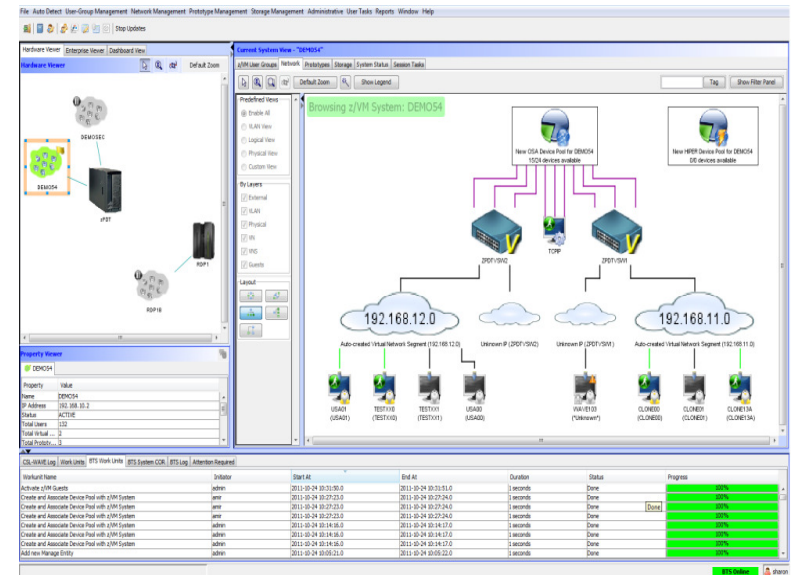 File Auto Detect User-Group Management Network Management Prototype Management Storage Management Administrative User Tasks Reports Window Help
Stop Updates
Hardware Viewer Enterprise Viewer Dashboard View
Hardware Viewer Default Zoom
DEMOSEC
DEMO54
zPDT
RDP1
RDP1B
Property Viewer
DEMO54
Property Value
Name DEMO54
IP Address 192.168.10.2
Status ACTIVE
Total Users 132
Total Virtual ... 2
Total Prototy... 3
Current System View - "DEMO54"
z/VM User Groups Network Prototypes Storage System Status Session Tasks
Default Zoom Show Legend Tag Show Filter Panel
Predefined Views
Enable All
VLAN View
Logical View
Physical View
Custom View
By Layers
External
VLAN
Physical
VN
VNS
Guests
Layout
Browsing z/VM System: DEMO54
New OSA Device Pool for DEMO54
15/24 devices available
New HIPER Device Pool for DEMO54
0/0 devices available
ZPDTVSW2
TCPIP
ZPDTVSW1
192.168.12.0
192.168.11.0
Auto-created Virtual Network Segment (192.168.12.0)
Unknown IP (ZPDTVSW2)
Unknown IP (ZPDTVSW1)
Auto-created Virtual Network Segment (192.168.11.0)
USA01
(USA01)
TESTXX0
(TESTXX0)
TESTXX1
(TESTXX1)
USA00
(USA00)
WAVE103
(*Unknown*)
CLONE00
(CLONE00)
CLONE01
(CLONE01)
CLONE13A
(CLONE13A)
CSL-WAVE Log Work Units BTS Work Units BTS System COR BTS Log Attention Required
Workunit Name Initiator Start At End At Duration Status Progress
Activate z/VM Guests admin 2011-10-24 10:31:50.0 2011-10-24 10:31:51.0 1 seconds Done 100%
Create and Associate Device Pool with z/VM System amir 2011-10-24 10:27:23.0 2011-10-24 10:27:24.0 1 seconds Done 100%
Create and Associate Device Pool with z/VM System amir 2011-10-24 10:27:23.0 2011-10-24 10:27:24.0 1 seconds Done Done 100%
Create and Associate Device Pool with z/VM System amir 2011-10-24 10:27:23.0 2011-10-24 10:27:24.0 1 seconds Done 100%
Create and Associate Device Pool with z/VM System admin 2011-10-24 10:14:16.0 2011-10-24 10:14:17.0 1 seconds Done 100%
Create and Associate Device Pool with z/VM System admin 2011-10-24 10:14:16.0 2011-10-24 10:14:17.0 1 seconds Done 100%
Create and Associate Device Pool with z/VM System admin 2011-10-24 10:14:16.0 2011-10-24 10:14:17.0 1 seconds Done 100%
Add new Manage Entity admin 2011-10-24 10:05:21.0 2011-10-24 10:05:22.0 1 seconds Done 100%
BTS Online sharon